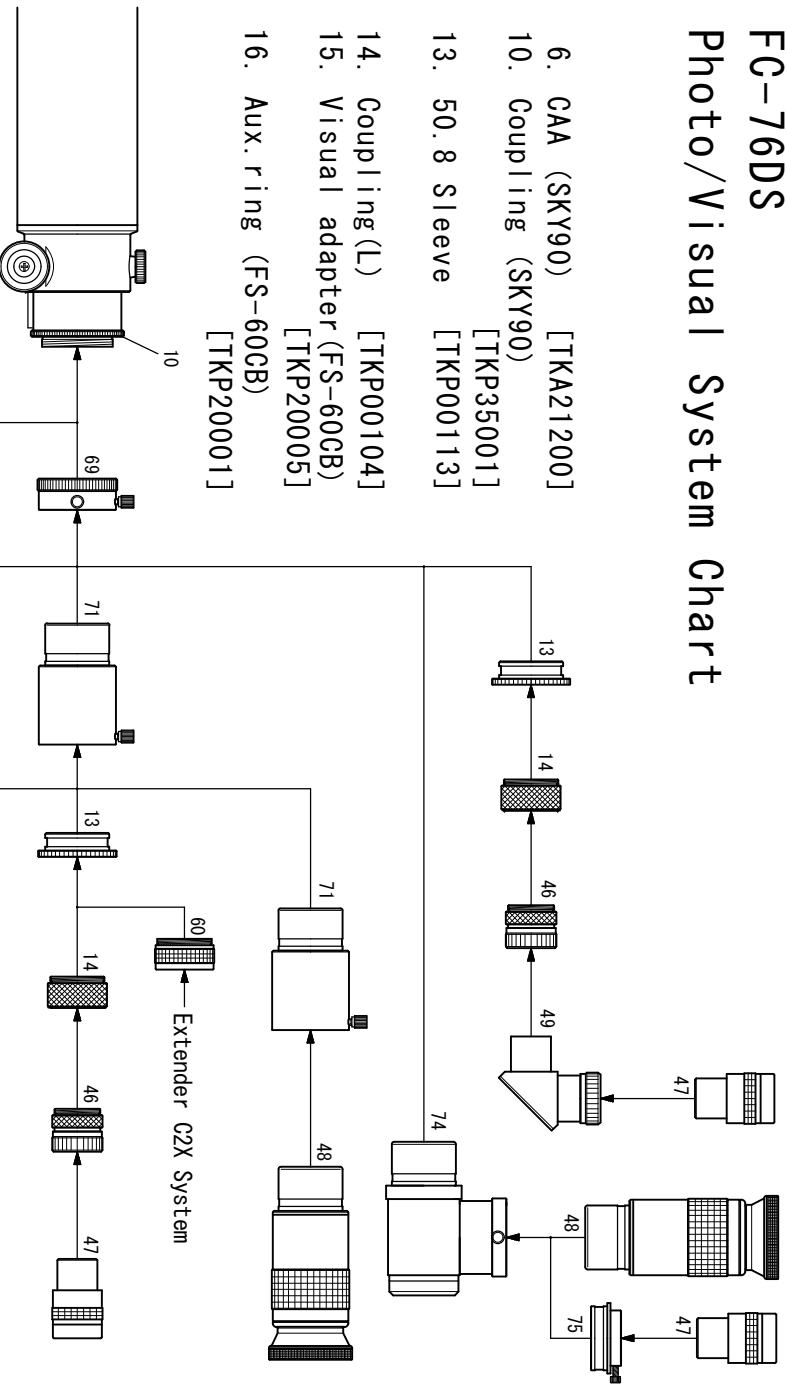 FC-76DS
Photo/Visual System Chart
6. CAA (SKY90) [TKA21200]
10. Coupling (SKY90)
[TKP35001]
13. 50.8 Sleeve [TKP00113]
14. Coupling(L) [TKP00104]
15. Visual adapter(FS-60CB)
[TKP20005]
16. Aux.ring (FS-60CB)
[TKP20001]
13
14
46
49
47
74
48
75
47
71
48
10
69
71
13
60
Extender C2X System
14
46
47